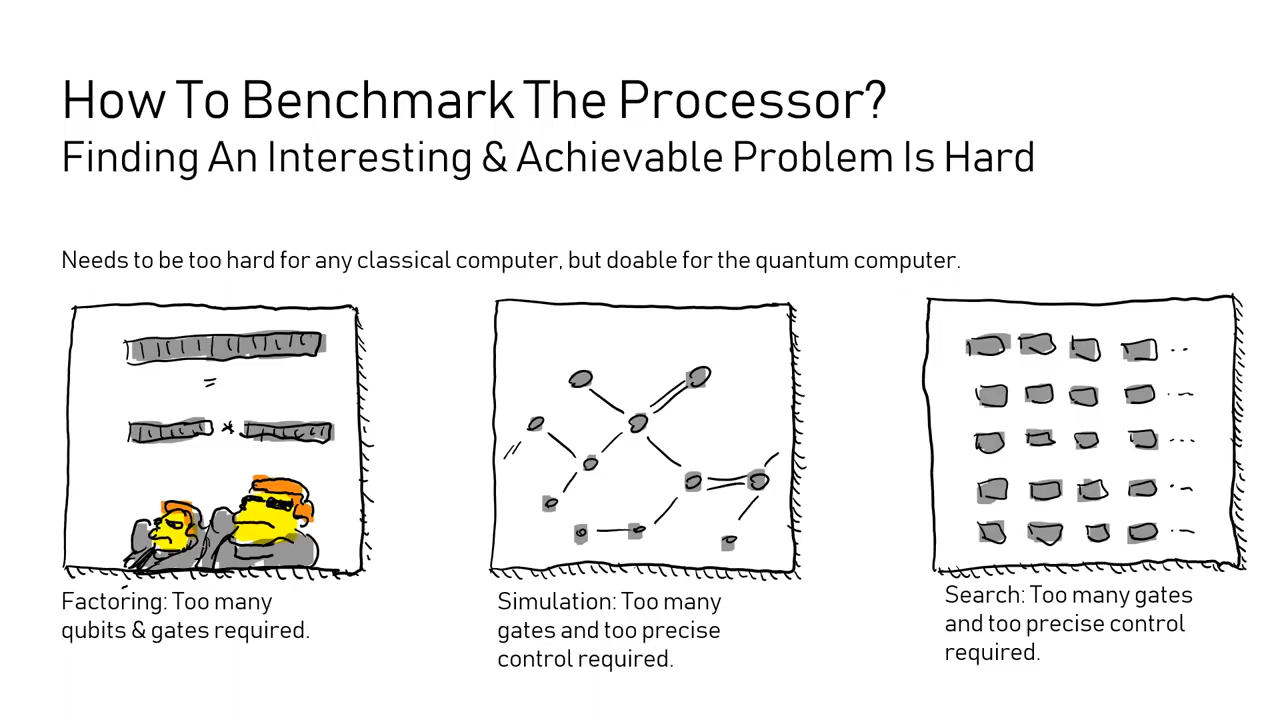 How To Benchmark The Processor?
Finding An Interesting & Achievable Problem Is Hard
Needs to be too hard for any classical computer, but doable for the quantum computer.
Factoring: Too many
qubits & gates required.
Simulation: Too many
gates and too precise
control required.
Search: Too many gates
and too precise control
required.